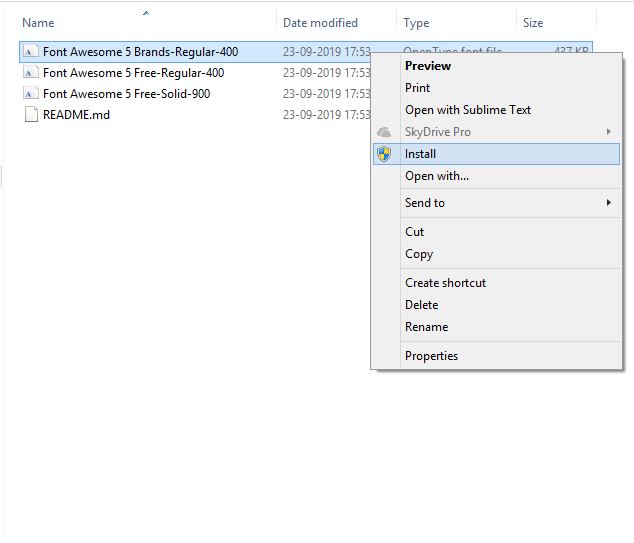 Name Date modified Type Size
Font Awesome 5 Brands-Regular-400 23-09-2019 17:53 OpenType font file 437 KB
Font Awesome 5 Free-Regular-400 23-09-2019 17:53
Font Awesome 5 Free-Solid-900 23-09-2019 17:53
README.md 23-09-2019 17:53
Preview
Print
Open with Sublime Text
SkyDrive Pro
Install
Open with...
Send to
Cut
Copy
Create shortcut
Delete
Rename
Properties